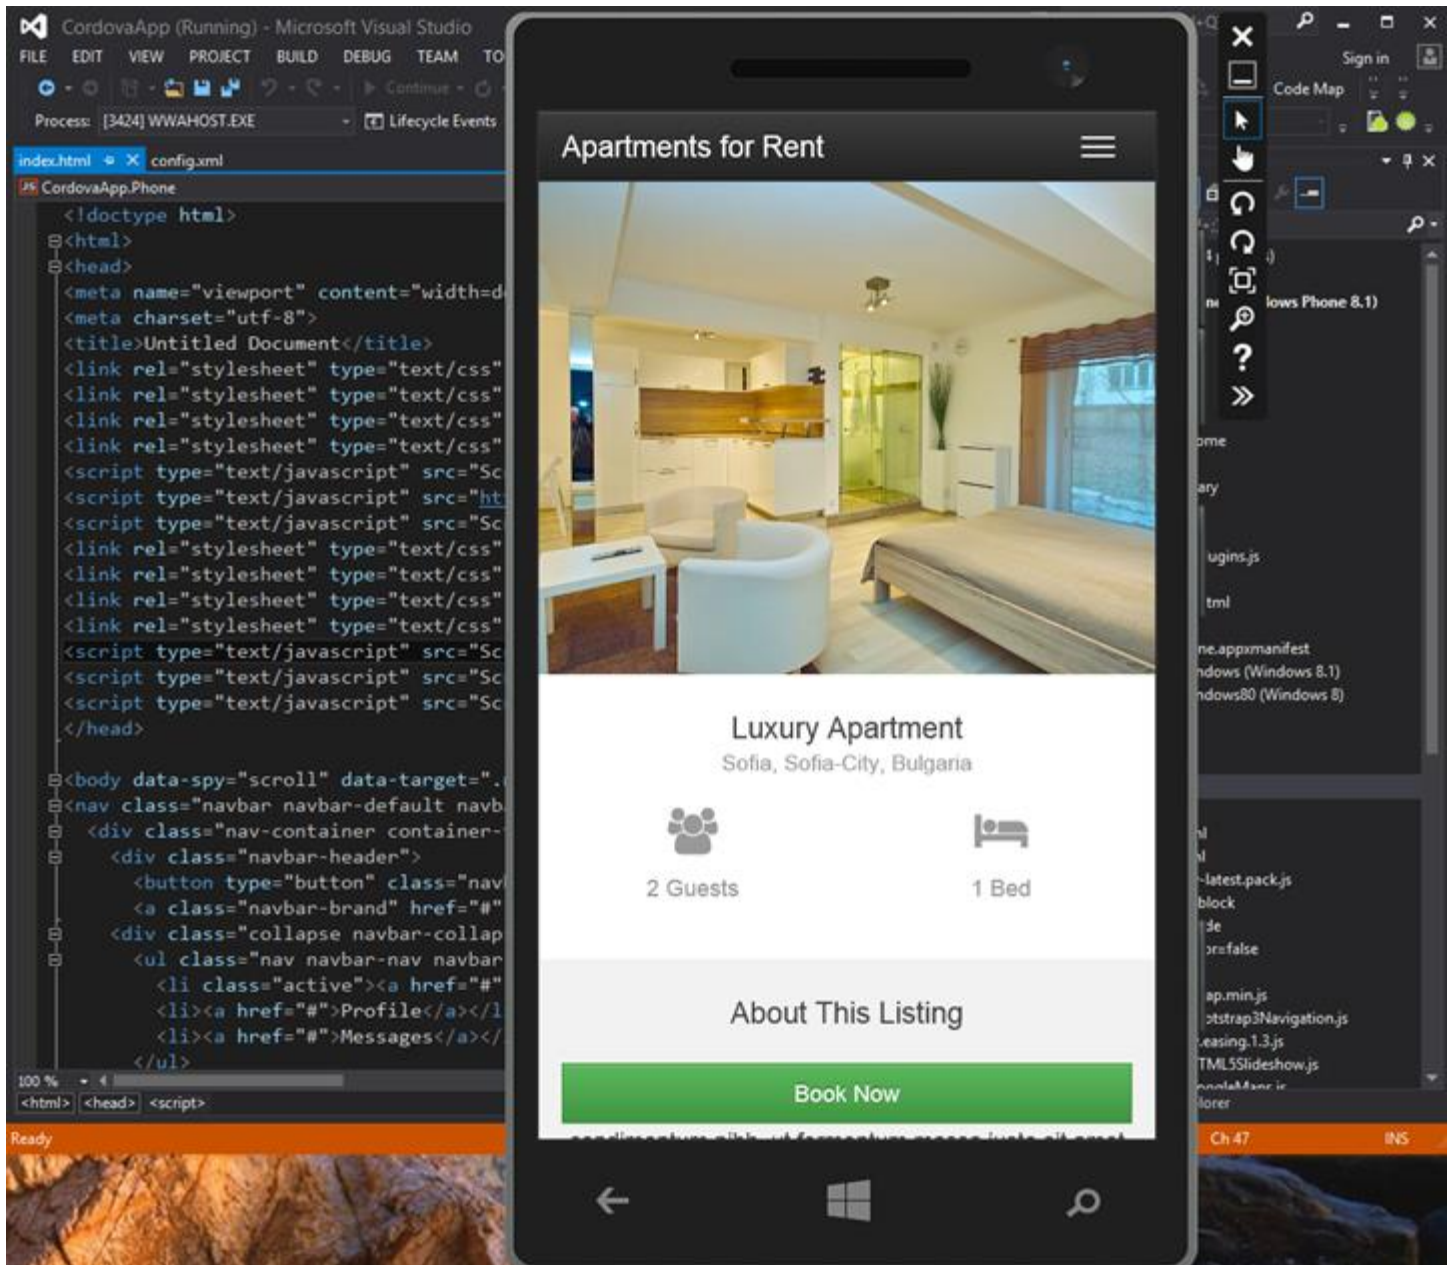 CordovaApp (Running) - Microsoft Visual Studio
FILE EDIT VIEW PROJECT BUILD DEBUG TEAM
Sign in
Continue
Code Map
Process: [3424] WWAHOST.EXE
Lifecycle Events
index.html
config.xml
JS CordovaApp.Phone
<!doctype html>
<html>
<head>
<meta name="viewport" content="width=d
<meta charset="utf-8">
<title>Untitled Document</title>
<link rel="stylesheet" type="text/css"
<link rel="stylesheet" type="text/css"
<link rel="stylesheet" type="text/css"
<link rel="stylesheet" type="text/css"
<script type="text/javascript" src="Sc
<script type="text/javascript" src="ht
<script type="text/javascript" src="Sc
<link rel="stylesheet" type="text/css"
<link rel="stylesheet" type="text/css"
<link rel="stylesheet" type="text/css"
<link rel="stylesheet" type="text/css"
<script type="text/javascript" src="Sc
<script type="text/javascript" src="Sc
<script type="text/javascript" src="Sc
</head>
<body data-spy="scroll" data-target=".
<nav class="navbar navbar-default navb
<div class="nav-container container-
<div class="navbar-header">
<button type="button" class="nav
<a class="navbar-brand" href="#"
<div class="collapse navbar-collap
<ul class="nav navbar-nav navbar
<li class="active"><a href="#"
<li><a href="#">Profile</a></l
<li><a href="#">Messages</a></
</ul>
100 %
<html> <head> <script>
Ready
Apartments for Rent
Luxury Apartment
Sofia, Sofia-City, Bulgaria
2 Guests
1 Bed
About This Listing
Book Now
?
lows Phone 8.1)
ome
ary
ugins.js
tml
ne.appxmanifest
ndows (Windows 8.1)
ndows80 (Windows 8)
-latest.pack.js
block
de
or=false
ap.min.js
otstrap3Navigation.js
.easing.1.3.js
TML5Slideshow.js
lorer
Ch 47
INS